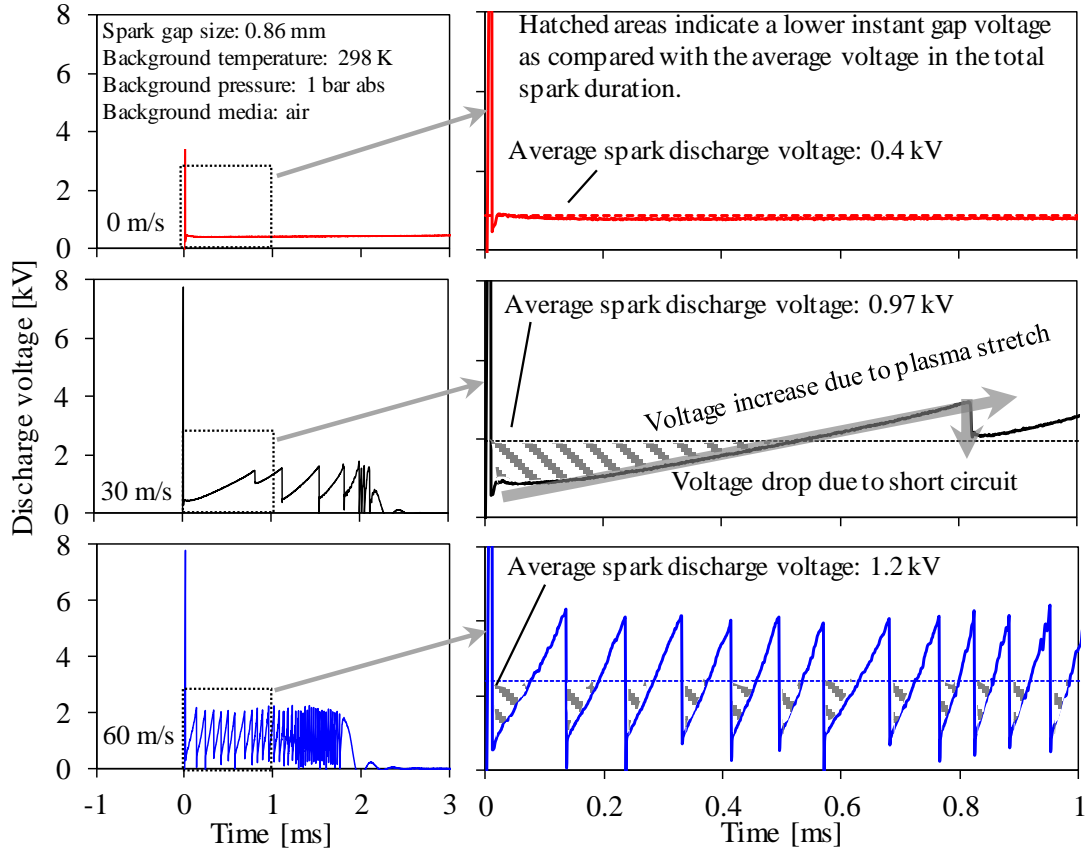 Spark gap size: 0.86 mm
Background temperature: 298 K
Background pressure: 1 bar abs
Background media: air
8
6
4
2
0
0 m/s
Hatched areas indicate a lower instant gap voltage
as compared with the average voltage in the total
spark duration.
Average spark discharge voltage: 0.4 kV
Discharge voltage [kV]
8
6
4
2
0
30 m/s
Average spark discharge voltage: 0.97 kV
Voltage increase due to plasma stretch
Voltage drop due to short circuit
8
6
4
2
0
60 m/s
Average spark discharge voltage: 1.2 kV
-1 0 1 2 3
Time [ms]
0 0.2 0.4 0.6 0.8 1
Time [ms]